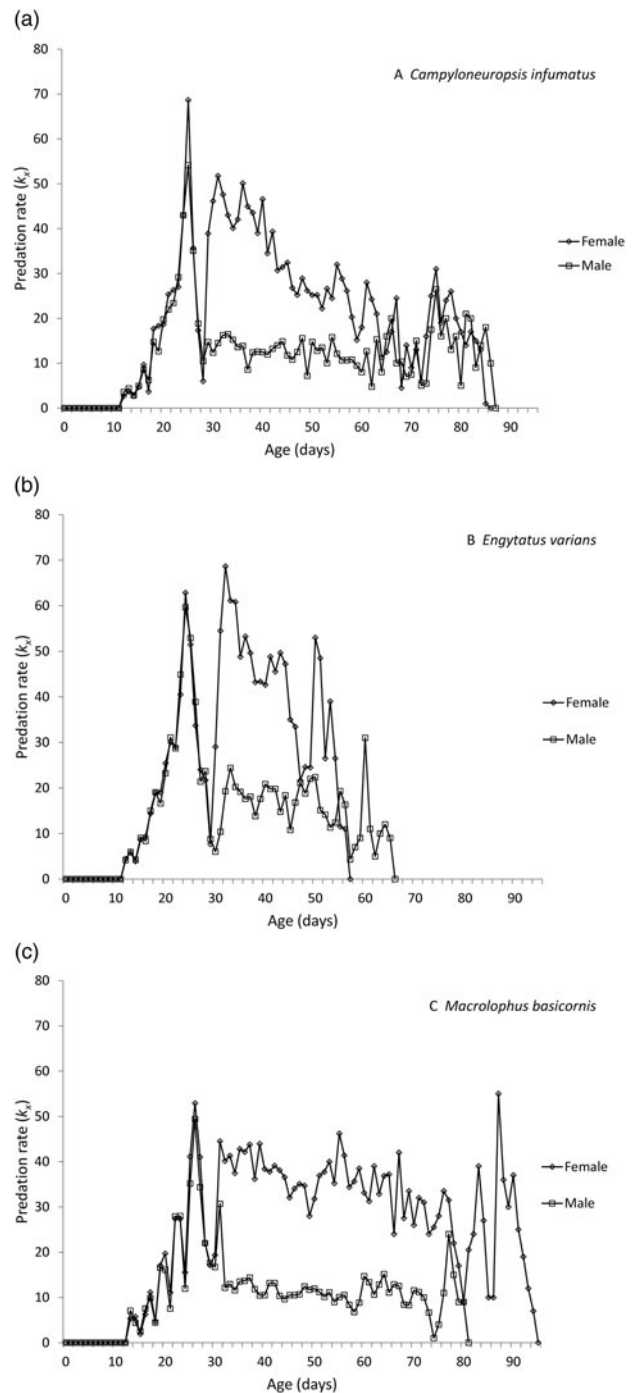 (a)
A Campyloneuropsis infumatus
80
70
60
50
40
30
20
10
0
Predation rate (kx)
Female
Male
0 10 20 30 40 50 60 70 80 90
Age (days)
(b)
B Engytatus varians
80
70
60
50
40
30
20
10
0
Predation rate (kx)
Female
Male
0 10 20 30 40 50 60 70 80 90
Age (days)
(c)
C Macrolophus basicornis
80
70
60
50
40
30
20
10
0
Predation rate (kx)
Female
Male
0 10 20 30 40 50 60 70 80 90
Age (days)